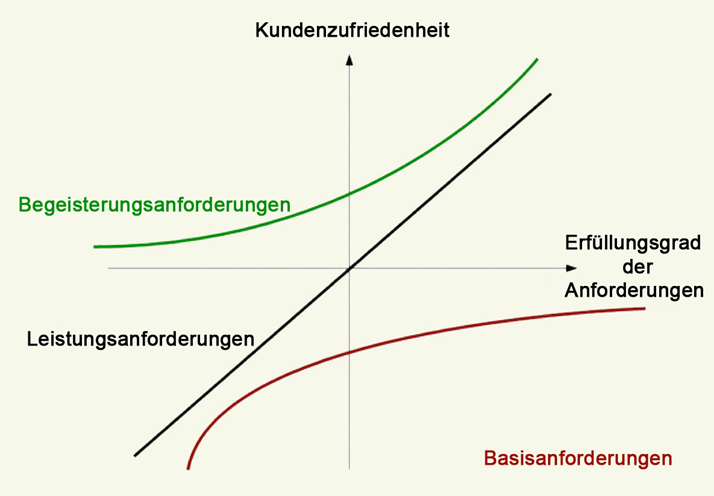 Kundenzufriedenheit
Begeisterungsanforderungen
Erfüllungsgrad
der
Anforderungen
Leistungsanforderungen
Basisanforderungen